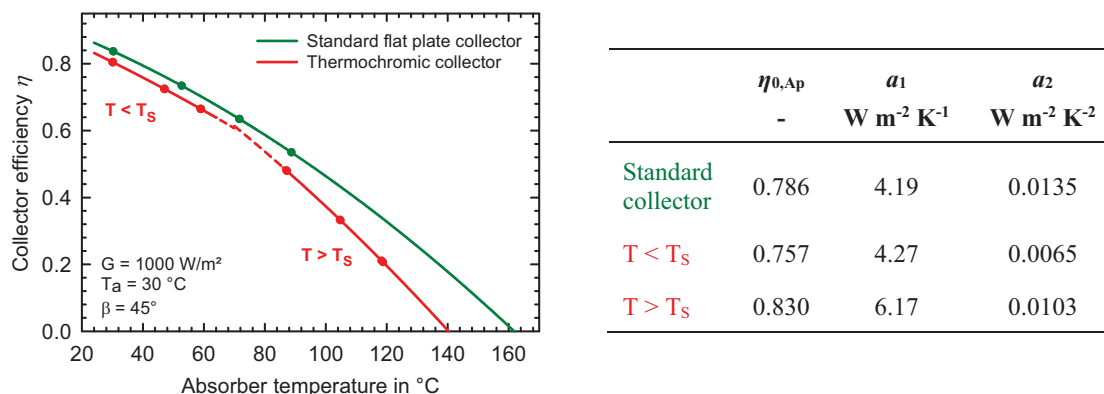 Collector efficiency η
0.8
0.6
0.4
0.2
0.0
Standard flat plate collector
Thermochromic collector
T < TS
T > TS
G = 1000 W/m²
Ta = 30 °C
β = 45°
20 40 60 80 100 120 140 160
Absorber temperature in °C
η0,Ap a1 a2
- W m-2 K-1 W m-2 K-2
Standard
collector 0.786 4.19 0.0135
T < TS 0.757 4.27 0.0065
T > TS 0.830 6.17 0.0103